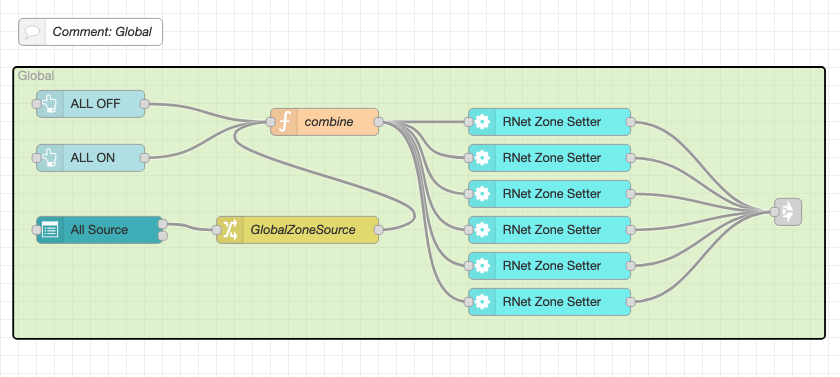 Comment: Global
Global
ALL OFF
ALL ON
All Source
GlobalZoneSource
combine
RNet Zone Setter
RNet Zone Setter
RNet Zone Setter
RNet Zone Setter
RNet Zone Setter
RNet Zone Setter